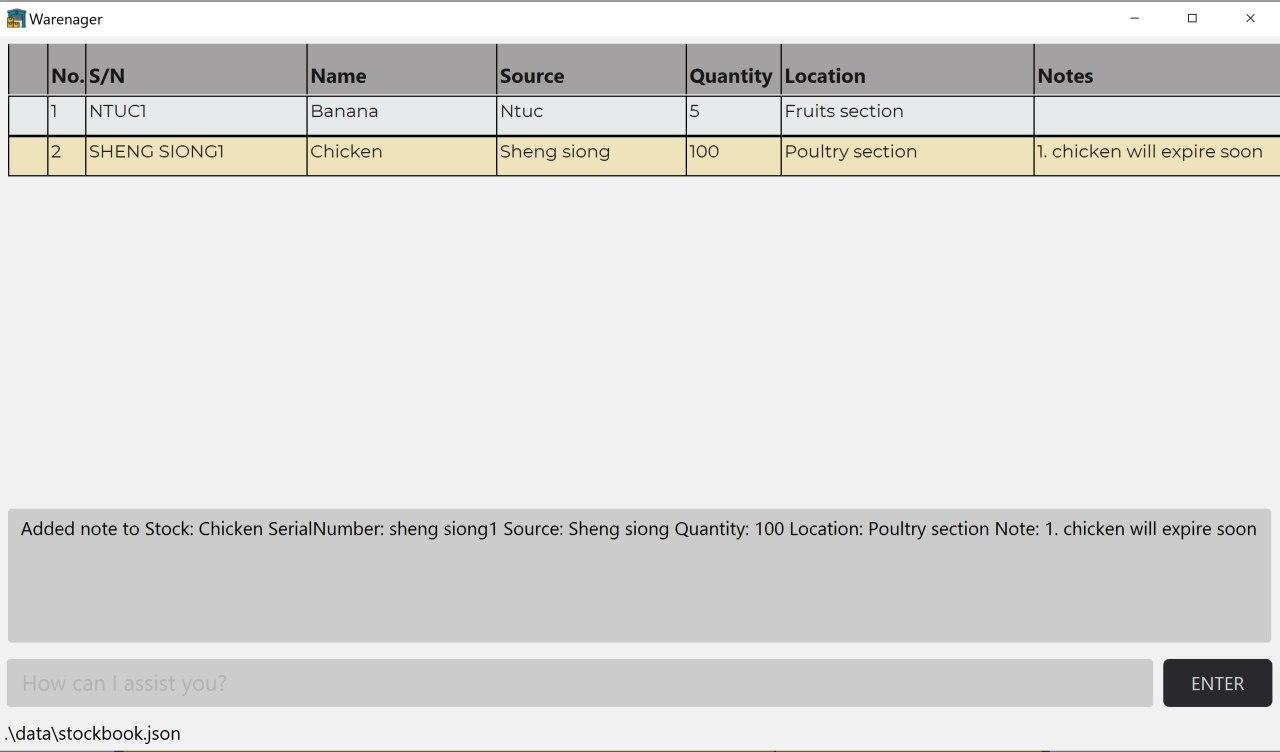 Warenager
No. S/N Name Source Quantity Location Notes
1 NTUC1 Banana Ntuc 5 Fruits section
2 SHENG SIONG1 Chicken Sheng siong 100 Poultry section 1. chicken will expire soon
Added note to Stock: Chicken SerialNumber: sheng siong1 Source: Sheng siong Quantity: 100 Location: Poultry section Note: 1. chicken will expire soon
How can I assist you?
ENTER
.\data\stockbook.json